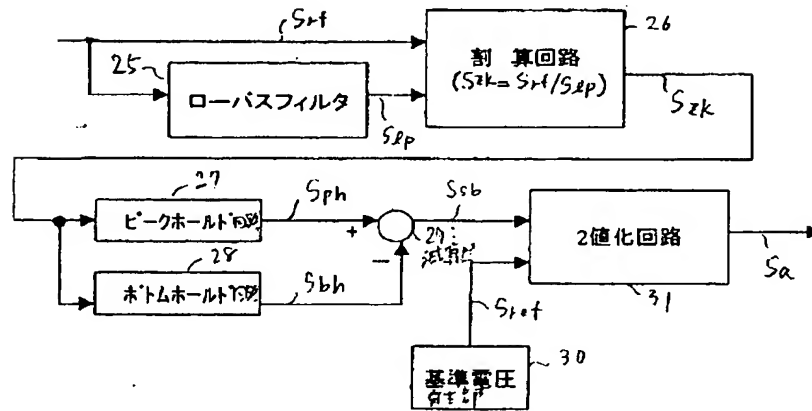 Srf
26
25
割算回路
(Szk=Srf/Slp)
ローパスフィルタ
Slp
Szk
27
ピークホールド回路
Sph
+
Ssb
2値化回路
28
29:
減算器
−
ボトムホールド回路
Sbh
Sa
31
Sref
30
基準電圧